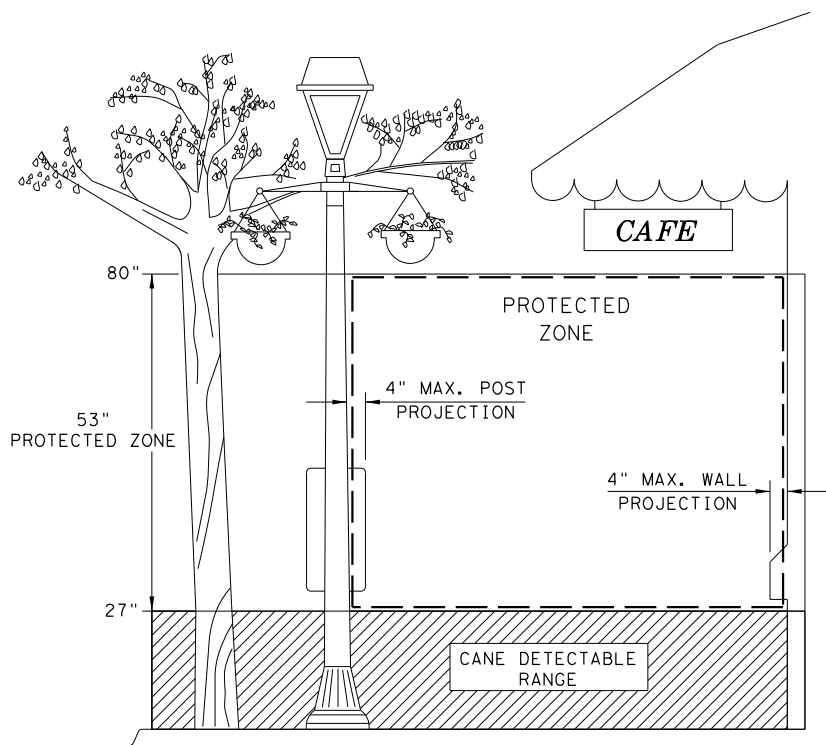 CAFE
80"
PROTECTED
ZONE
4" MAX. POST
PROJECTION
53"
PROTECTED ZONE
4" MAX. WALL
PROJECTION
27"
CANE DETECTABLE
RANGE